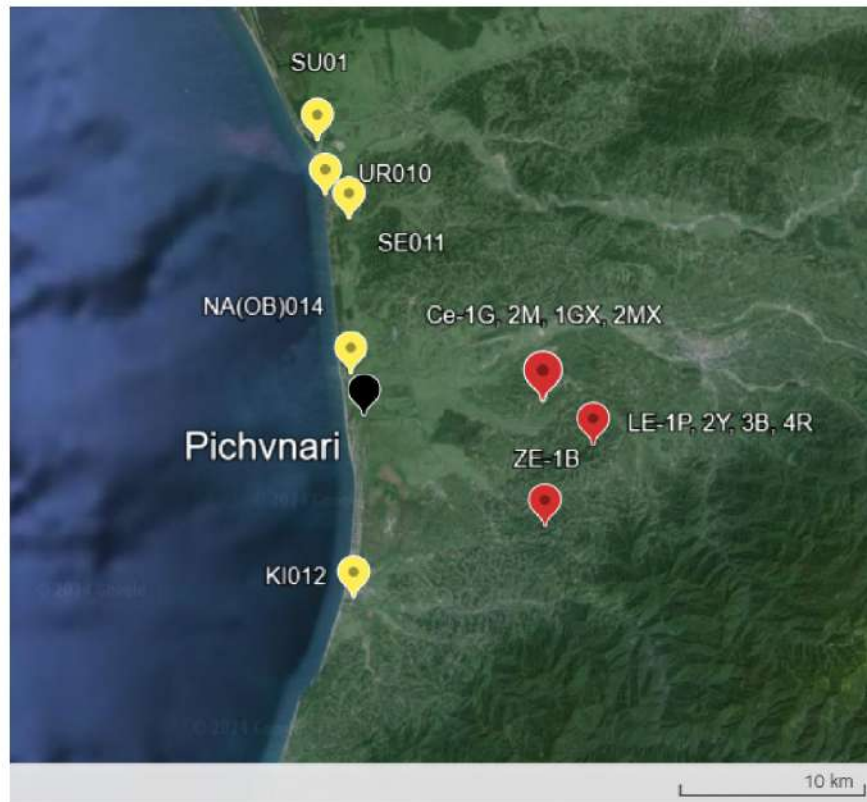 SU01
UR010
SE011
NA(OB)014
Ce-1G, 2M, 1GX, 2MX
LE-1P, 2Y, 3B, 4R
Pichvnari
ZE-1B
KI012
10 km